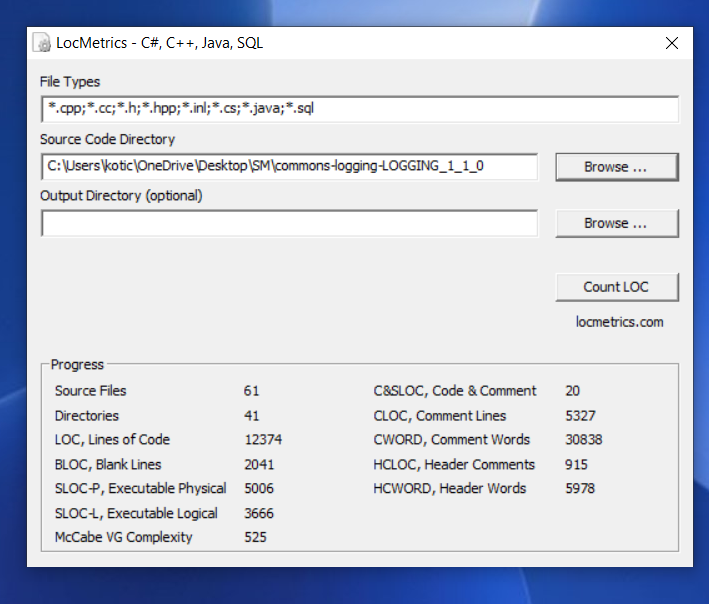 LocMetrics - C#, C++, Java, SQL
File Types
*.cpp;*.cc;*.h;*.hpp;*.inl;*.cs;*.java;*.sql
Source Code Directory
C:\Users\kotic\OneDrive\Desktop\SM\commons-logging-LOGGING_1_1_0 Browse ...
Output Directory (optional)
Browse ...
Count LOC
locmetrics.com
Progress
Source Files 61 C&SLOC, Code & Comment 20
Directories 41 CLOC, Comment Lines 5327
LOC, Lines of Code 12374 CWORD, Comment Words 30838
BLOC, Blank Lines 2041 HCLOC, Header Comments 915
SLOC-P, Executable Physical 5006 HCWORD, Header Words 5978
SLOC-L, Executable Logical 3666
McCabe VG Complexity 525